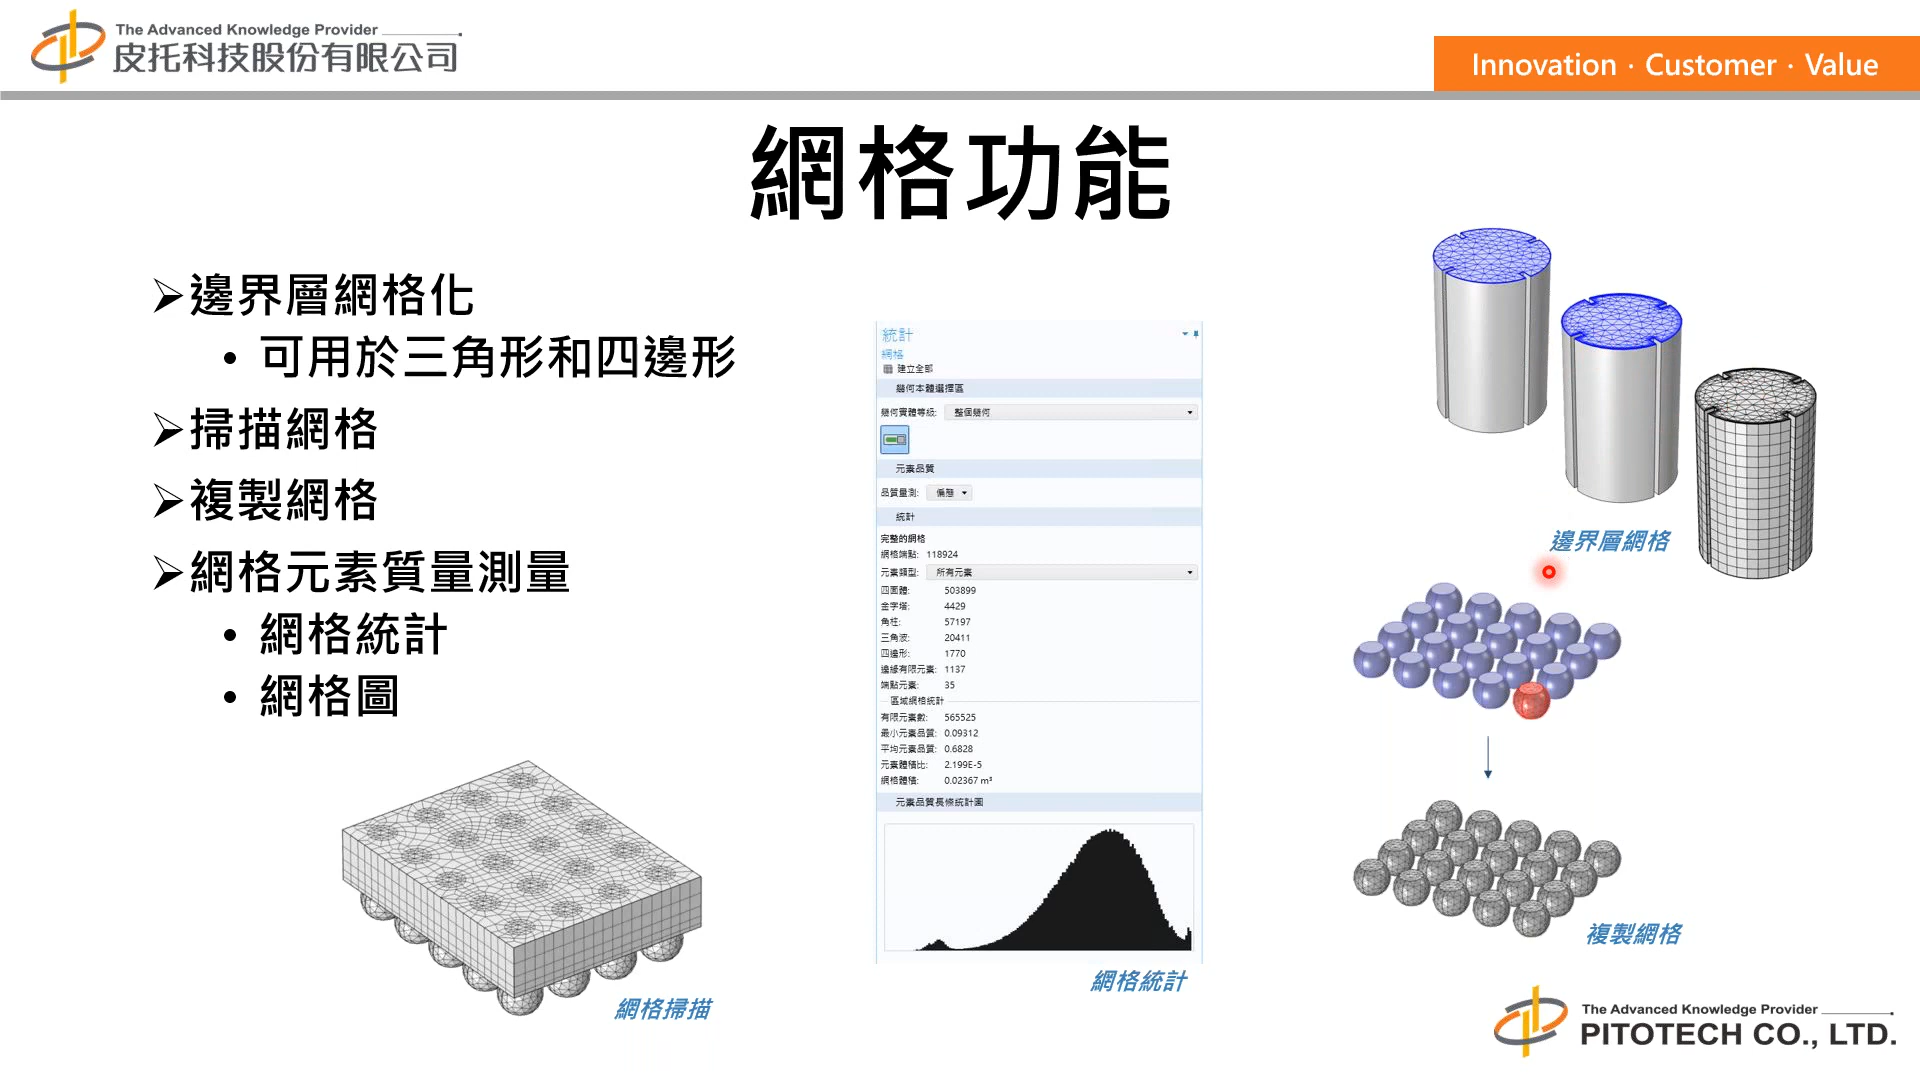 The Advanced Knowledge Provider
皮托科技股份有限公司
Innovation · Customer · Value
網格功能
➢邊界層網格化
• 可用於三角形和四邊形
➢掃描網格
➢複製網格
➢網格元素質量測量
• 網格統計
• 網格圖
網格掃描
統計
網格
建立全部
幾何本體選擇區
幾何實體等級: 整個幾何
元素品質
品質量測: 偏態
統計
完整的網格
網格端點: 118924
元素類型: 所有元素
四面體: 503899
金字塔: 4429
角柱: 57197
三角波: 20411
四邊形: 1770
邊緣有限元素: 1137
端點元素: 35
區域網格統計
有限元素數: 565525
最小元素品質: 0.09312
平均元素品質: 0.6828
元素體積比: 2.199E-5
網格體積: 0.02367 m³
元素品質長條統計圖
網格統計
邊界層網格
複製網格
The Advanced Knowledge Provider
PITOTECH CO., LTD.